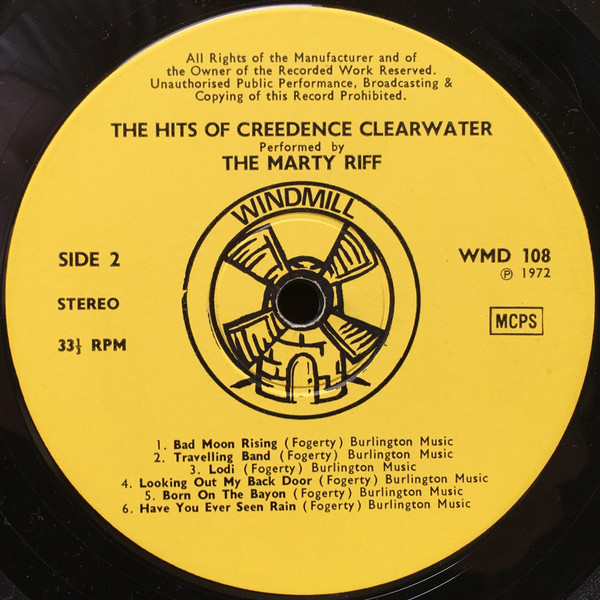 All Rights of the Manufacturer and of
the Owner of the Recorded Work Reserved.
Unauthorised Public Performance, Broadcasting &
Copying of this Record Prohibited.
THE HITS OF CREEDENCE CLEARWATER
Performed by
THE MARTY RIFF
WINDMILL
SIDE 2
WMD 108
℗ 1972
STEREO
MCPS
33⅓ RPM
1. Bad Moon Rising (Fogerty) Burlington Music
2. Travelling Band (Fogerty) Burlington Music
3. Lodi (Fogerty) Burlington Music
4. Looking Out My Back Door (Fogerty) Burlington Music
5. Born On The Bayon (Fogerty) Burlington Music
6. Have You Ever Seen Rain (Fogerty) Burlington Music